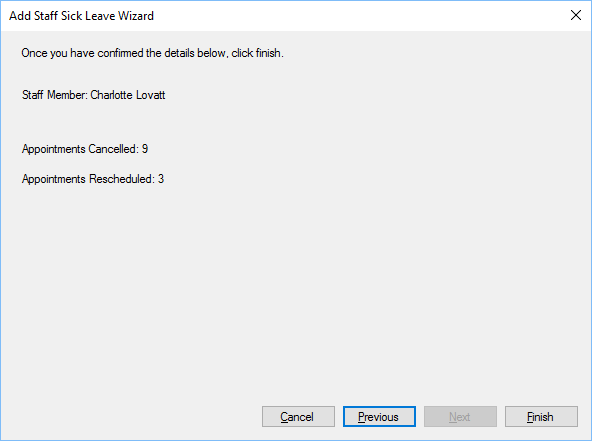 Add Staff Sick Leave Wizard
Once you have confirmed the details below, click finish.
Staff Member: Charlotte Lovatt
Appointments Cancelled: 9
Appointments Rescheduled: 3
Cancel Previous Next Finish